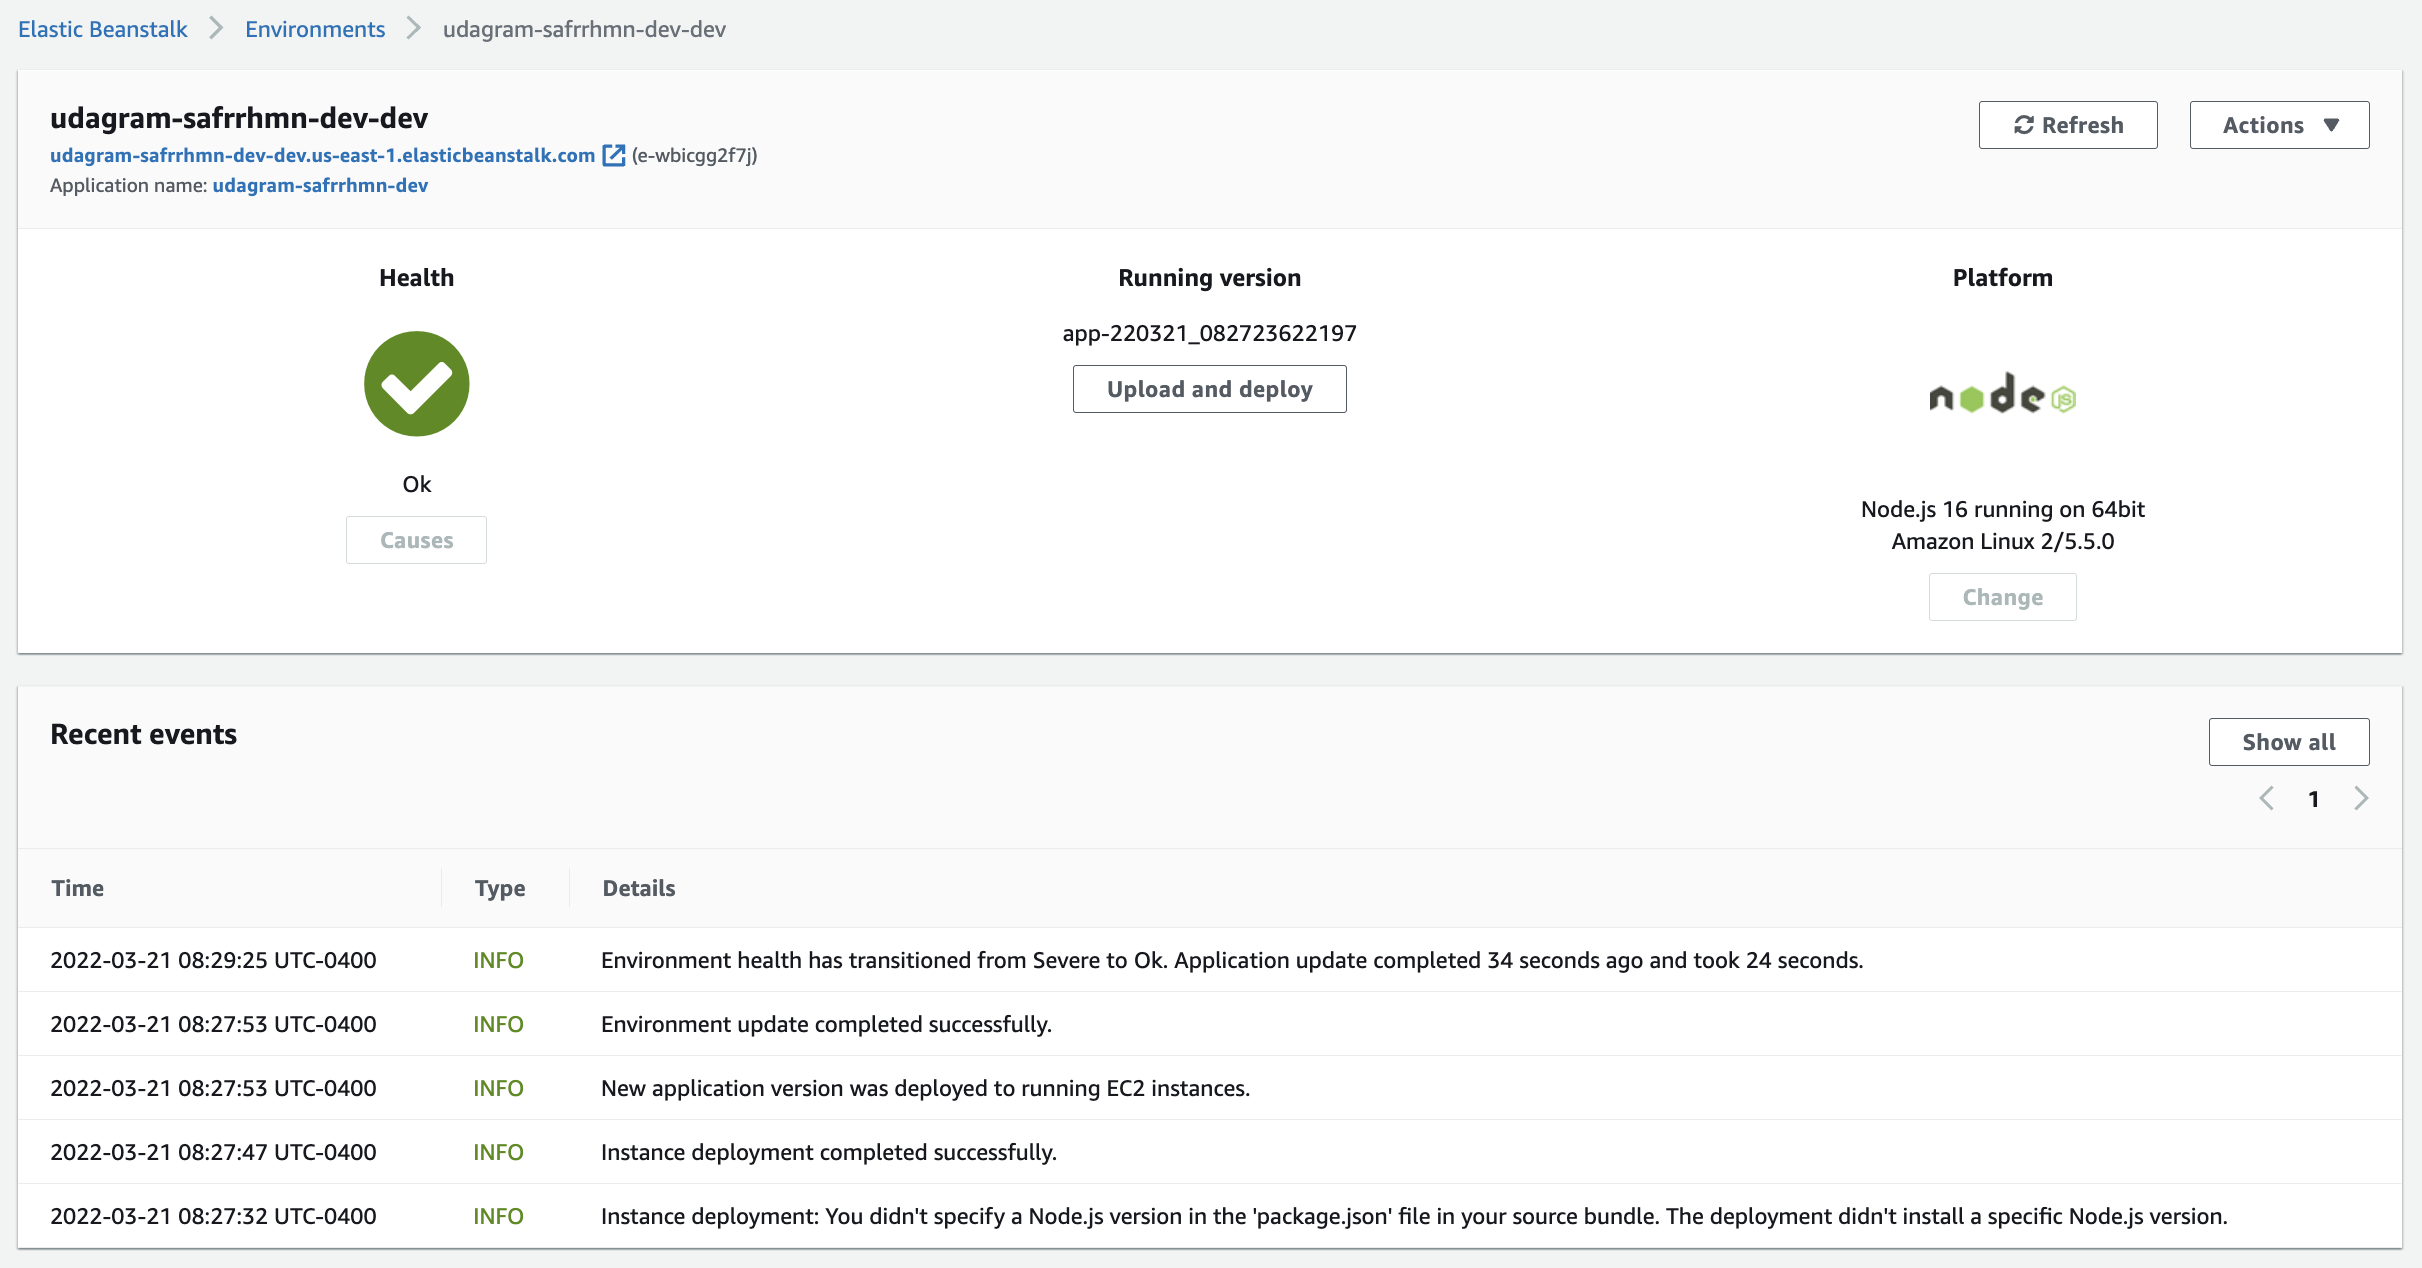 Elastic Beanstalk > Environments > udagram-safrrhmn-dev-dev
udagram-safrrhmn-dev-dev
Refresh
Actions ▼
udagram-safrrhmn-dev-dev.us-east-1.elasticbeanstalk.com (e-wbicgg2f7j)
Application name: udagram-safrrhmn-dev
Health
Ok
Causes
Running version
app-220321_082723622197
Upload and deploy
Platform
node JS
Node.js 16 running on 64bit
Amazon Linux 2/5.5.0
Change
Recent events
Show all
< 1 >
Time Type Details
2022-03-21 08:29:25 UTC-0400 INFO Environment health has transitioned from Severe to Ok. Application update completed 34 seconds ago and took 24 seconds.
2022-03-21 08:27:53 UTC-0400 INFO Environment update completed successfully.
2022-03-21 08:27:53 UTC-0400 INFO New application version was deployed to running EC2 instances.
2022-03-21 08:27:47 UTC-0400 INFO Instance deployment completed successfully.
2022-03-21 08:27:32 UTC-0400 INFO Instance deployment: You didn't specify a Node.js version in the 'package.json' file in your source bundle. The deployment didn't install a specific Node.js version.